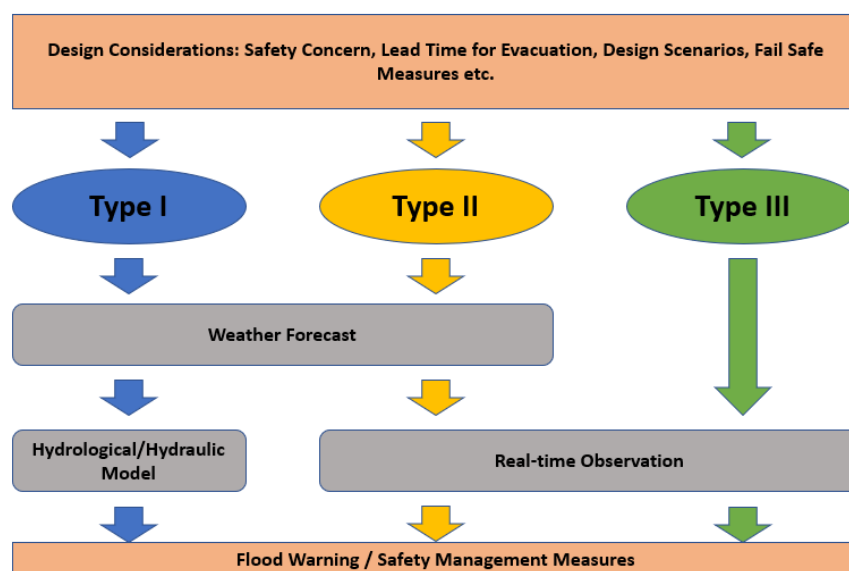 Design Considerations: Safety Concern, Lead Time for Evacuation, Design Scenarios, Fail Safe
Measures etc.
Type I
Type II
Type III
Weather Forecast
Hydrological/Hydraulic
Model
Real-time Observation
Flood Warning / Safety Management Measures